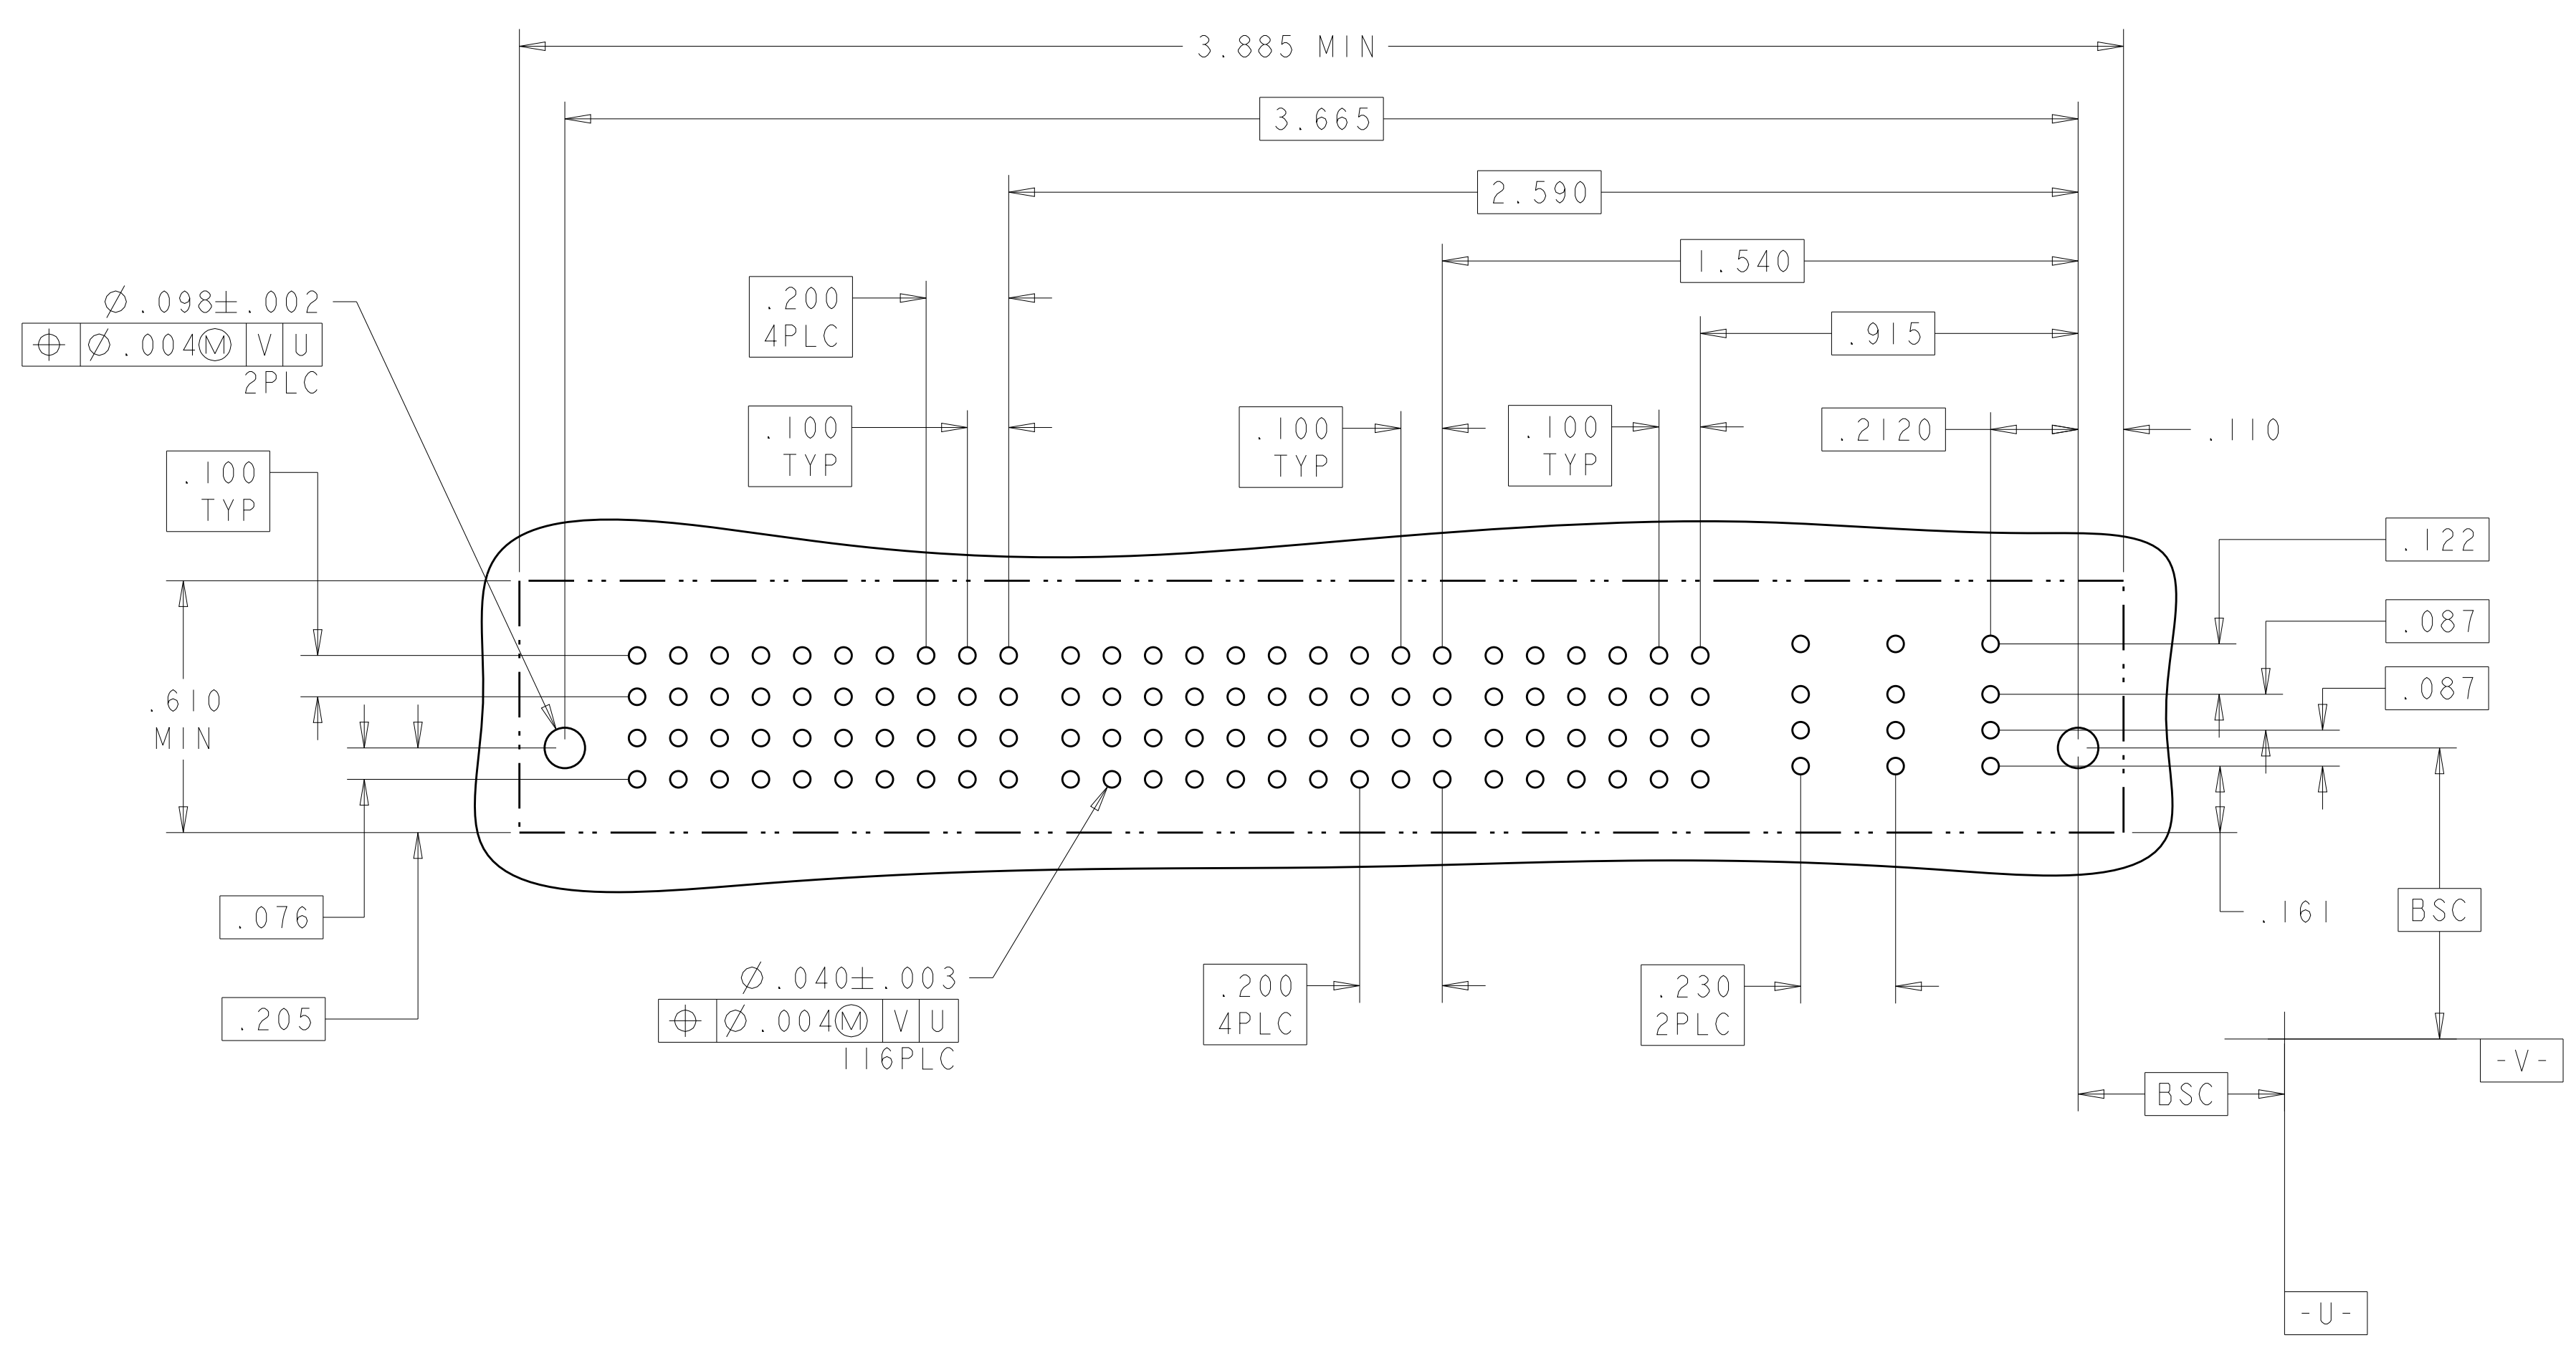 3.885 MIN
3.665
2.590
1.540
.200
4PLC
.915
Ø.098±.002
⌖ Ø.004Ⓜ V U
2PLC
.100
TYP
.100
TYP
.100
TYP
.2120
.110
.100
TYP
.122
.087
.087
.610
MIN
.076
.161
BSC
.205
Ø.040±.003
⌖ Ø.004Ⓜ V U
116PLC
.200
4PLC
.230
2PLC
-V-
BSC
-U-